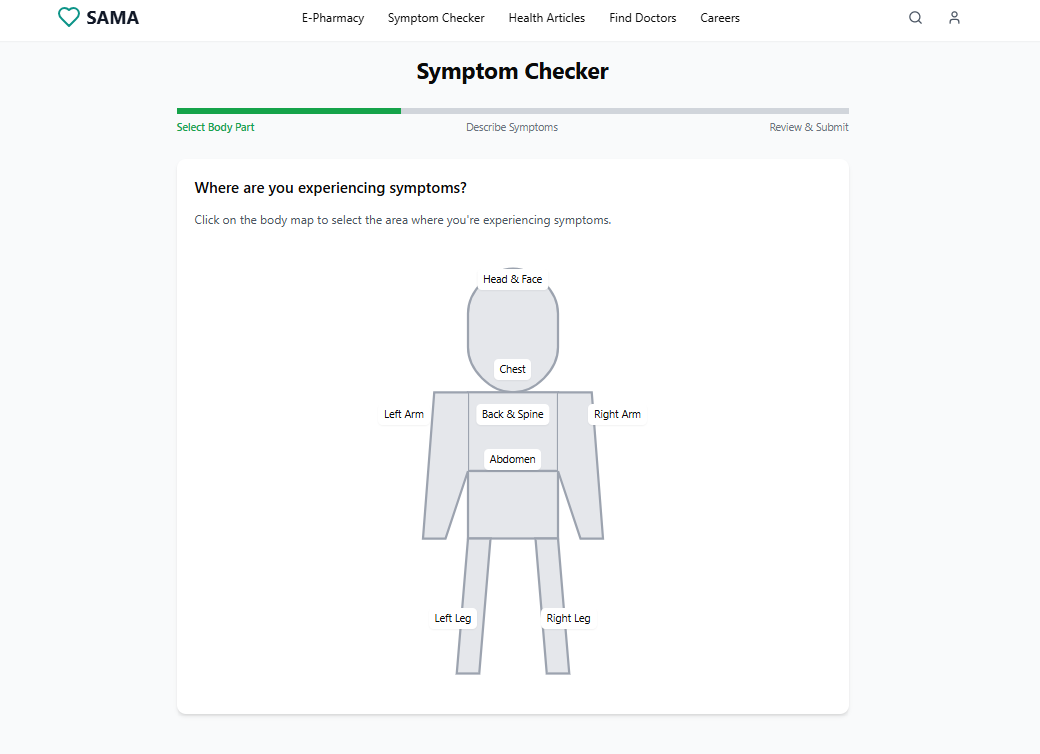 SAMA
E-Pharmacy Symptom Checker Health Articles Find Doctors Careers
Symptom Checker
Select Body Part Describe Symptoms Review & Submit
Where are you experiencing symptoms?
Click on the body map to select the area where you're experiencing symptoms.
Head & Face
Chest
Left Arm Back & Spine Right Arm
Abdomen
Left Leg Right Leg